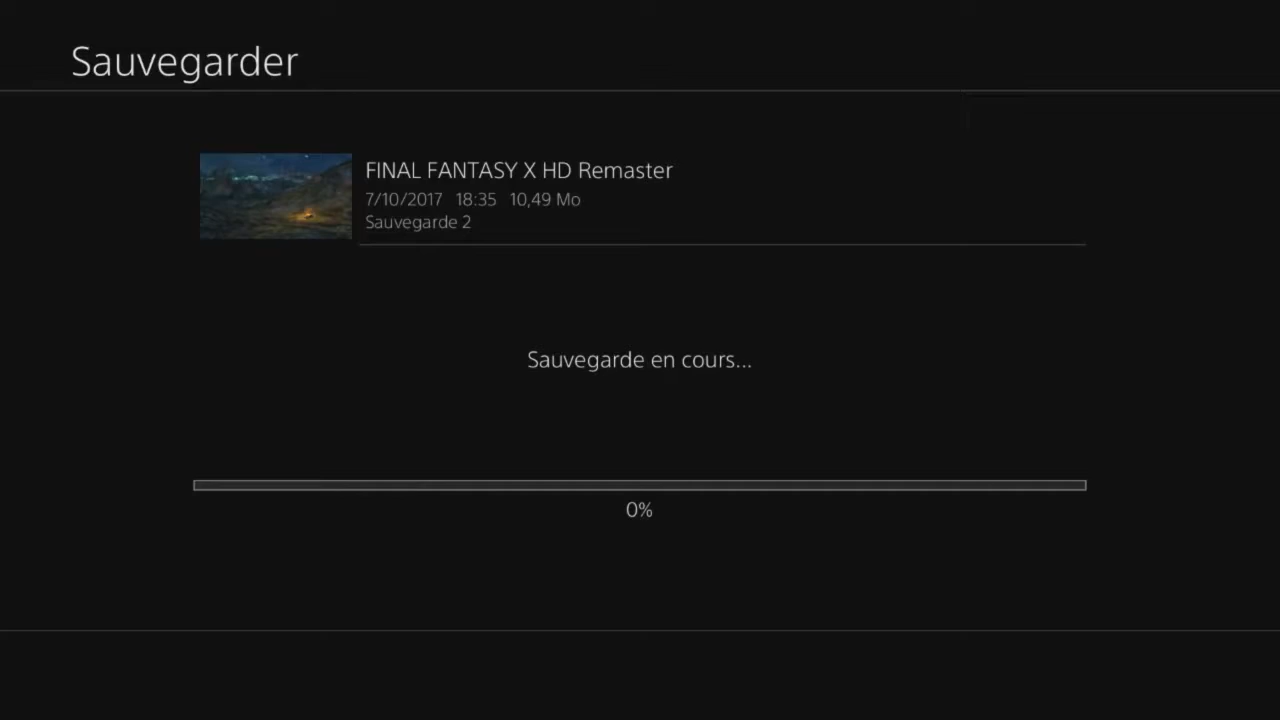 Sauvegarder
FINAL FANTASY X HD Remaster
7/10/2017 18:35 10,49 Mo
Sauvegarde 2
Sauvegarde en cours...
0%